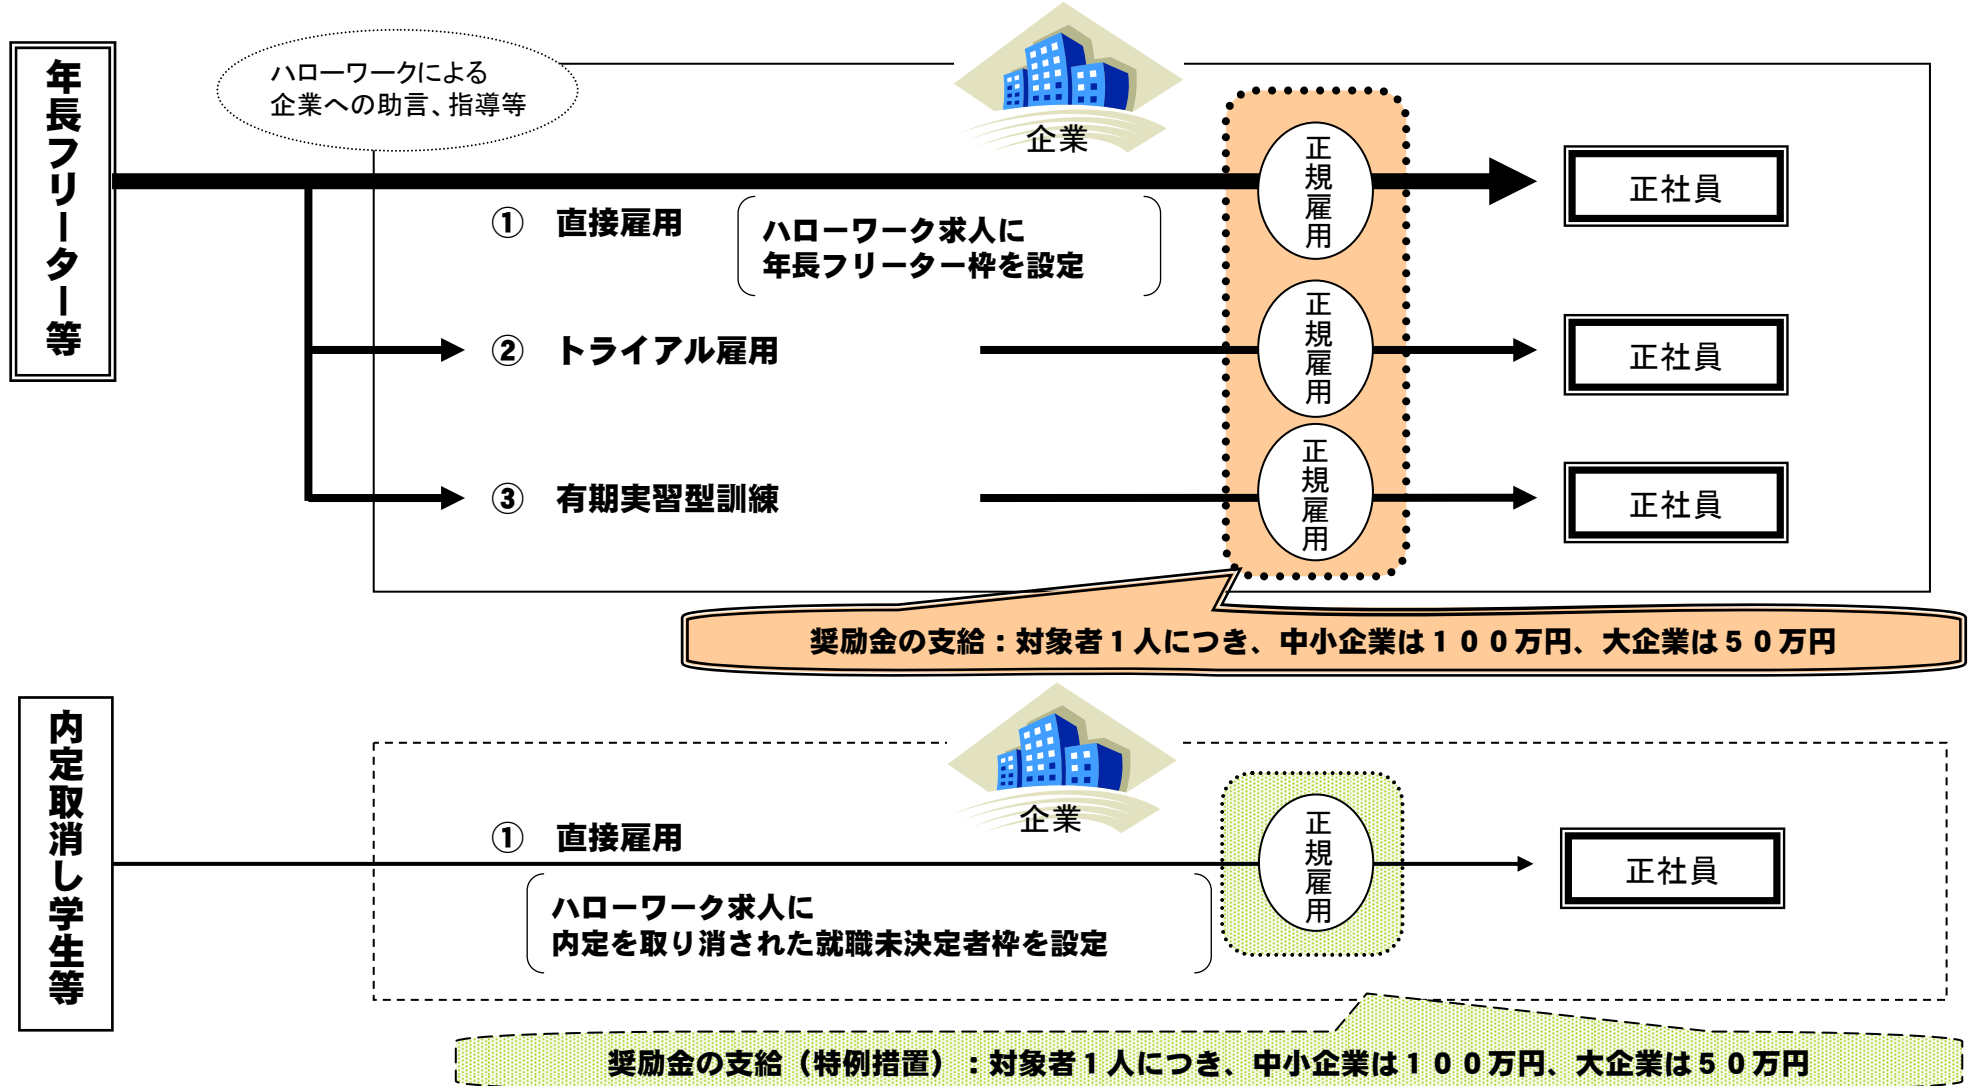 年長フリーター等
ハローワークによる
企業への助言、指導等
企業
正規雇用
正社員
① 直接雇用
ハローワーク求人に
年長フリーター枠を設定
② トライアル雇用
正規雇用
正社員
③ 有期実習型訓練
正規雇用
正社員
奨励金の支給：対象者１人につき、中小企業は１００万円、大企業は５０万円
内定取消し学生等
企業
① 直接雇用
正規雇用
正社員
ハローワーク求人に
内定を取り消された就職未決定者枠を設定
奨励金の支給（特例措置）：対象者１人につき、中小企業は１００万円、大企業は５０万円